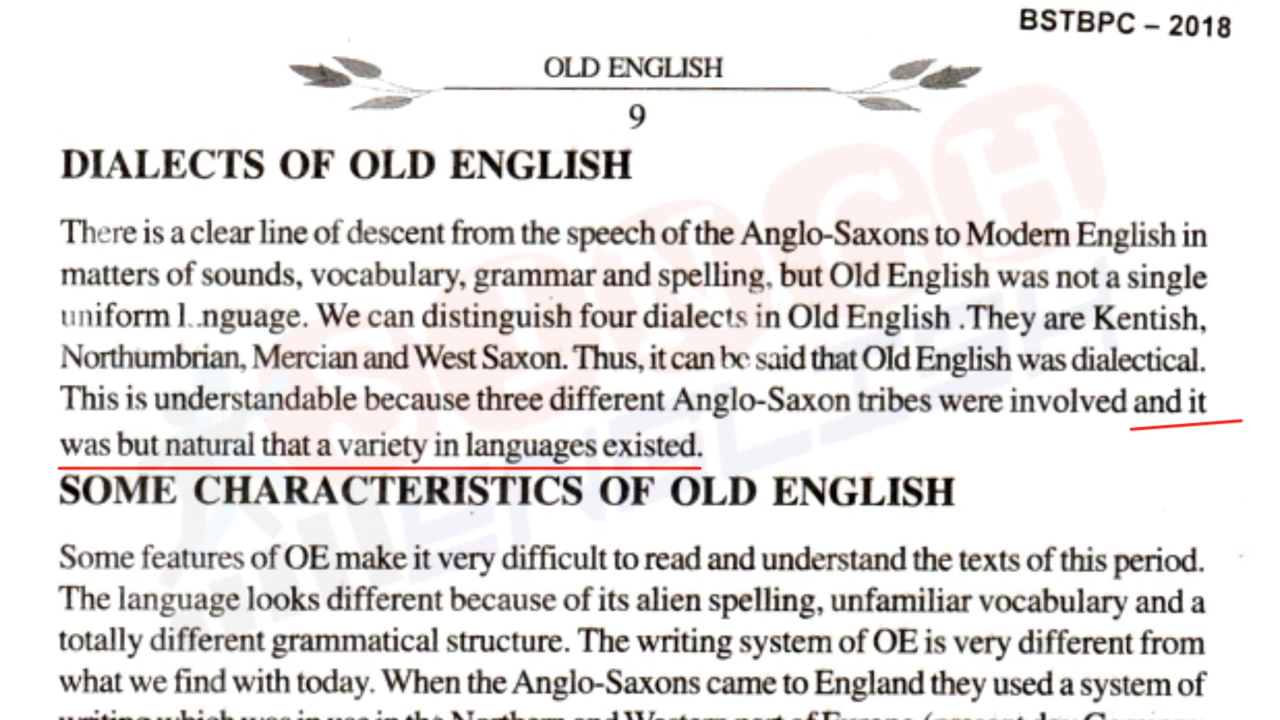 BSTBPC – 2018
OLD ENGLISH
9
DIALECTS OF OLD ENGLISH
There is a clear line of descent from the speech of the Anglo-Saxons to Modern English in
matters of sounds, vocabulary, grammar and spelling, but Old English was not a single
uniform l..nguage. We can distinguish four dialects in Old English .They are Kentish,
Northumbrian, Mercian and West Saxon. Thus, it can be said that Old English was dialectical.
This is understandable because three different Anglo-Saxon tribes were involved and it
was but natural that a variety in languages existed.
SOME CHARACTERISTICS OF OLD ENGLISH
Some features of OE make it very difficult to read and understand the texts of this period.
The language looks different because of its alien spelling, unfamiliar vocabulary and a
totally different grammatical structure. The writing system of OE is very different from
what we find with today. When the Anglo-Saxons came to England they used a system of